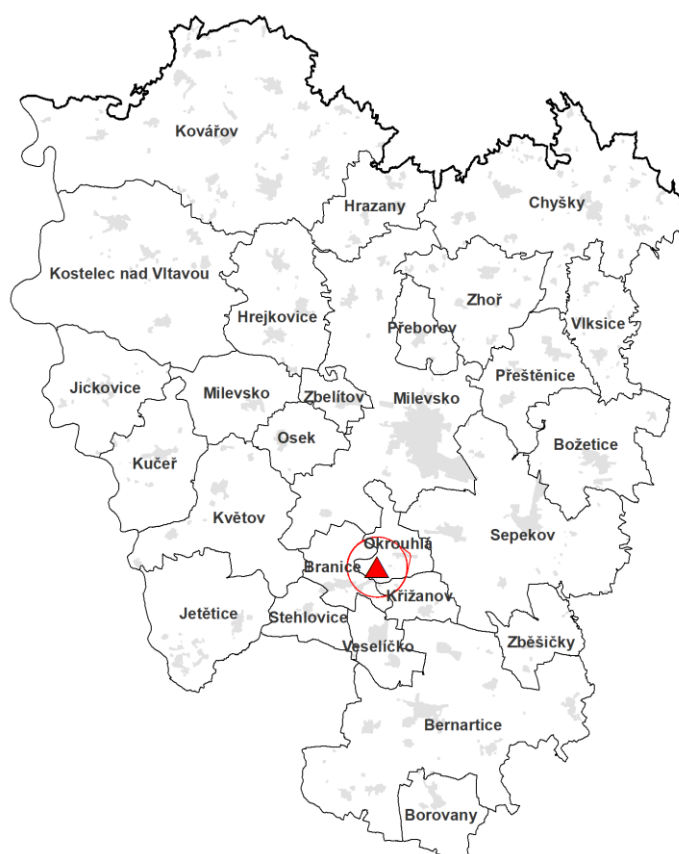 Kovářov
Hrazany
Chyšky
Kostelec nad Vltavou
Zhoř
Hrejkovice
Přeborov
Vlksice
Přeštěnice
Jickovice
Milevsko
Zbelítov
Milevsko
Osek
Božetice
Kučeř
Květov
Sepekov
Okrouhlá
Branice
Křižanov
Jetětice
Stehlovice
Zběšičky
Veselíčko
Bernartice
Borovany